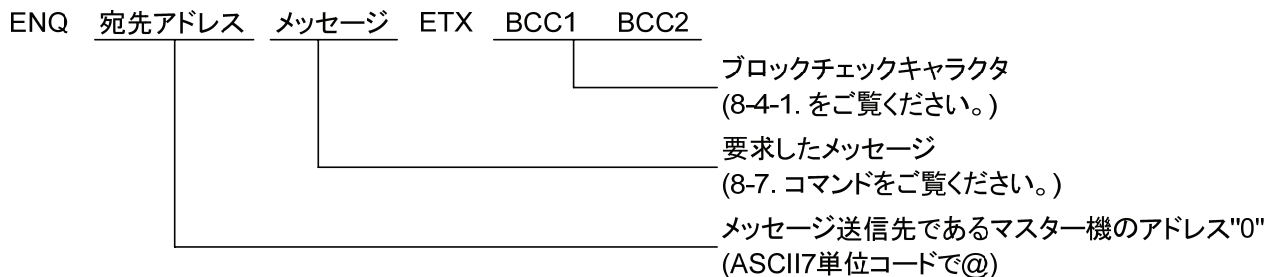 ENQ 宛先アドレス メッセージ ETX BCC1 BCC2
ブロックチェックキャラクタ
(8-4-1. をご覧ください。)
要求したメッセージ
(8-7. コマンドをご覧ください。)
メッセージ送信先であるマスター機のアドレス"0"
(ASCII7単位コードで@)